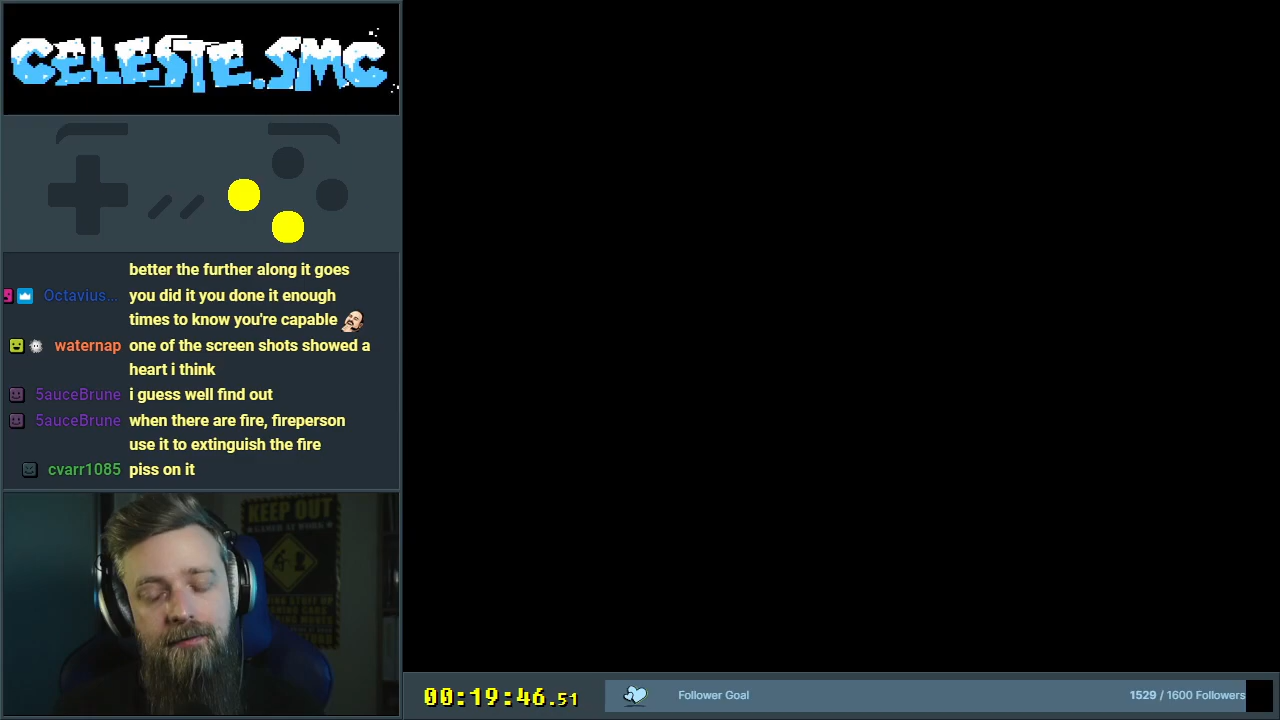 CELESTE.SMC
better the further along it goes
Octavius... you did it you done it enough
times to know you're capable
waternap one of the screen shots showed a
heart i think
5auceBrune i guess well find out
5auceBrune when there are fire, fireperson
use it to extinguish the fire
cvarr1085 piss on it
KEEP OUT
GAMER AT WORK
00:19:46.51
Follower Goal
1529 / 1600 Followers